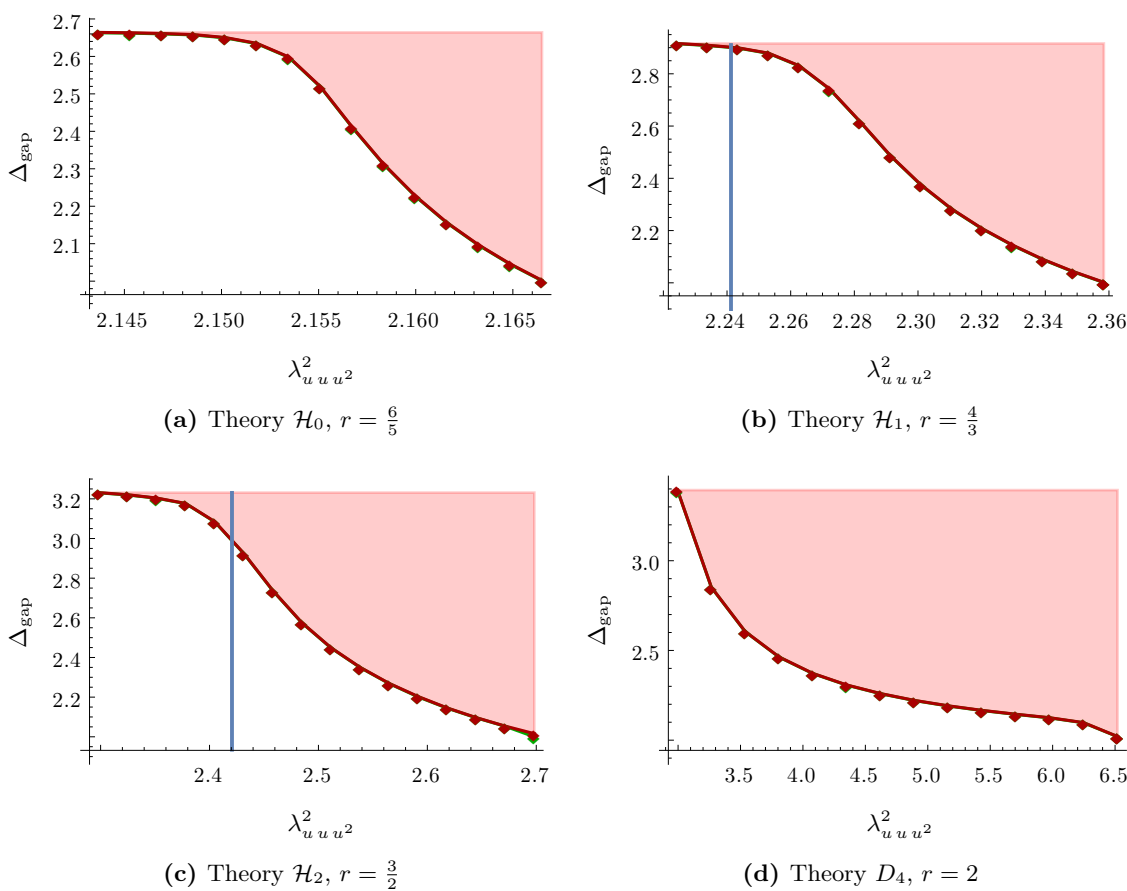 2.7
2.6
2.5
2.4
2.3
2.2
2.1
Δgap
2.145 2.150 2.155 2.160 2.165
λ²u u u²
(a) Theory ℋ₀, r = 6/5
2.8
2.6
2.4
2.2
Δgap
2.24 2.26 2.28 2.30 2.32 2.34 2.36
λ²u u u²
(b) Theory ℋ₁, r = 4/3
3.2
3.0
2.8
2.6
2.4
2.2
Δgap
2.4 2.5 2.6 2.7
λ²u u u²
(c) Theory ℋ₂, r = 3/2
3.0
2.5
Δgap
3.5 4.0 4.5 5.0 5.5 6.0 6.5
λ²u u u²
(d) Theory D₄, r = 2